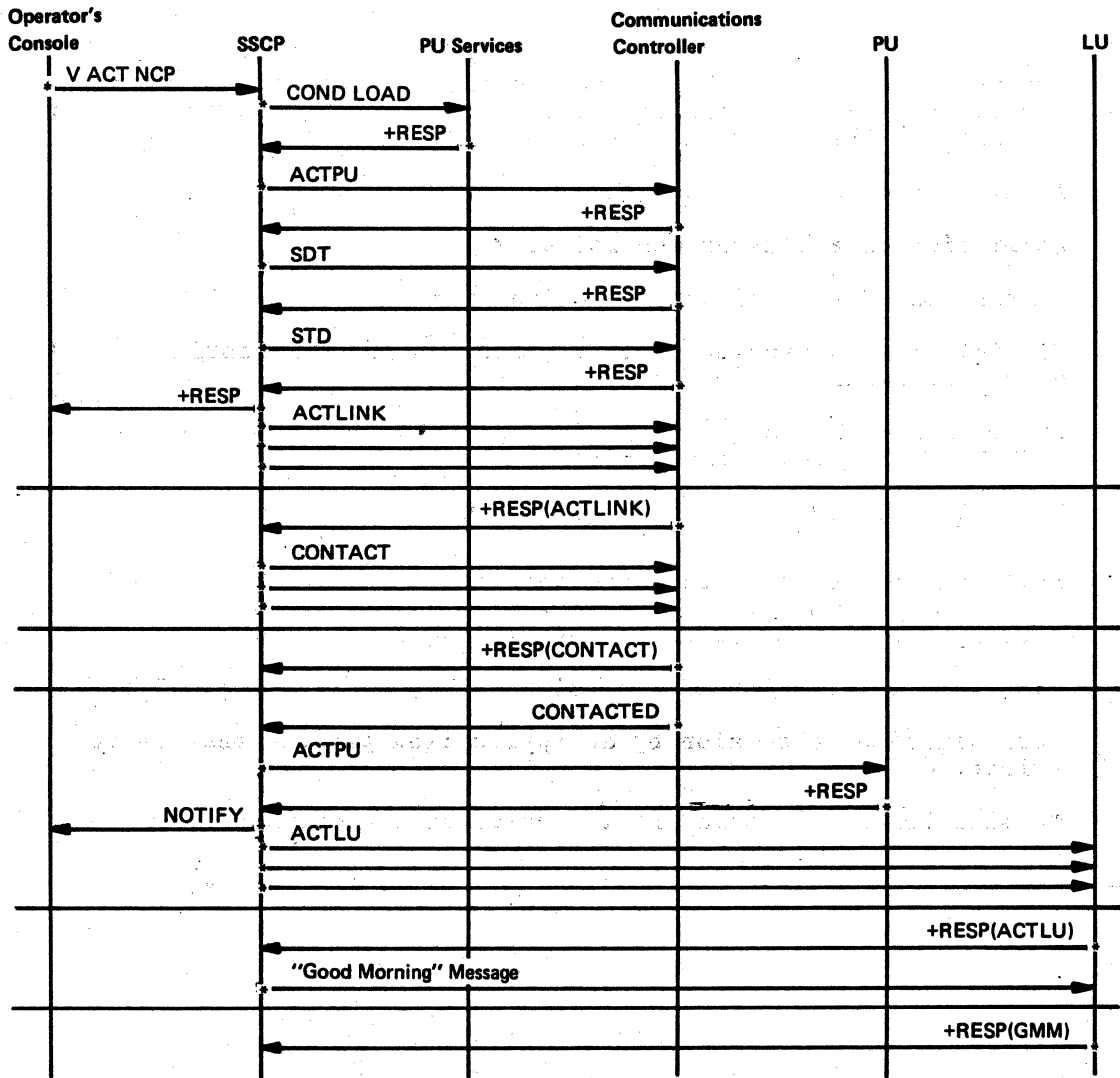 Operator's Console
SSCP
PU Services
Communications Controller
PU
LU
V ACT NCP
COND LOAD
+RESP
ACTPU
+RESP
SDT
+RESP
STD
+RESP
+RESP
ACTLINK
+RESP(ACTLINK)
CONTACT
+RESP(CONTACT)
CONTACTED
ACTPU
+RESP
NOTIFY
ACTLU
+RESP(ACTLU)
"Good Morning" Message
+RESP(GMM)